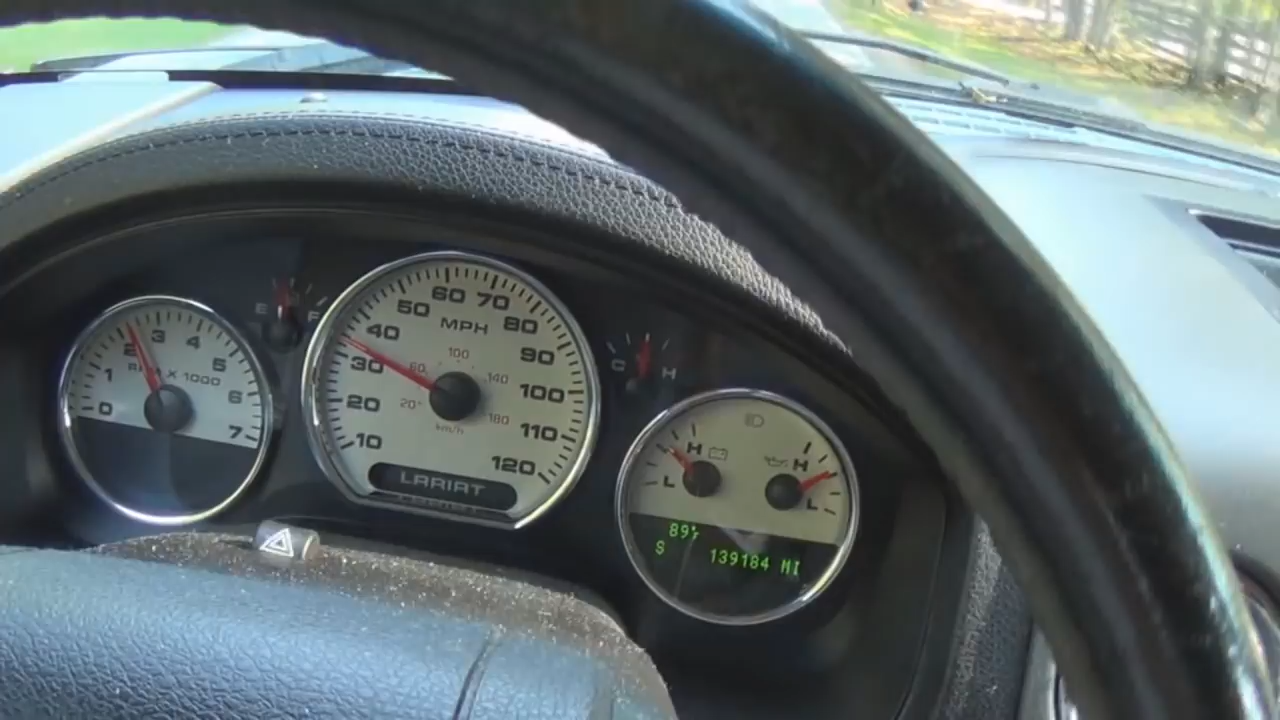 0 1 2 3 4 5 6 7
RPM X 1000
E F
10 20 30 40 50 60 70 80 90 100 110 120
MPH
20 60 100 140 180
km/h
LARIAT
C H
L H
H L
89°F
S 139184 MI